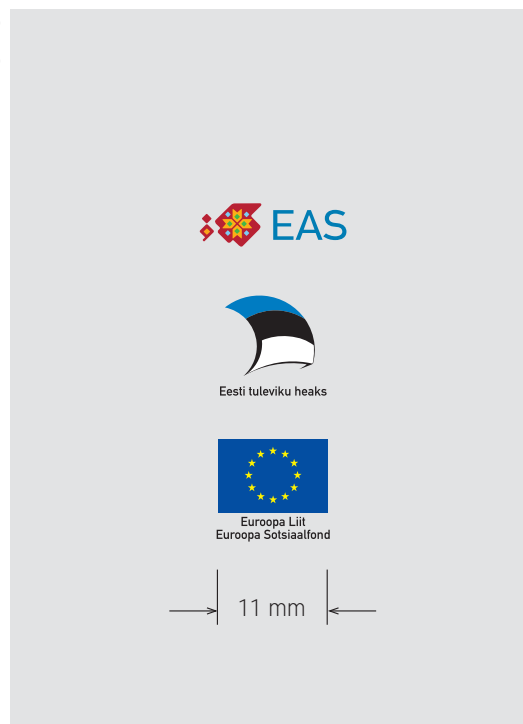 EAS
Eesti tuleviku heaks
Euroopa Liit
Euroopa Sotsiaalfond
11 mm